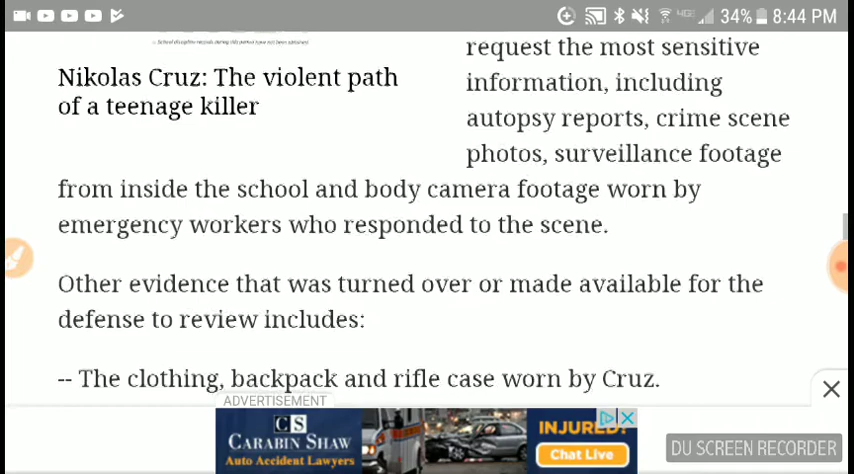 4G LTE 34% 8:44 PM
request the most sensitive
information, including
autopsy reports, crime scene
photos, surveillance footage
Nikolas Cruz: The violent path
of a teenage killer
from inside the school and body camera footage worn by
emergency workers who responded to the scene.
Other evidence that was turned over or made available for the
defense to review includes:
-- The clothing, backpack and rifle case worn by Cruz.
ADVERTISEMENT
CS
CARABIN SHAW
Auto Accident Lawyers
INJURED?
Chat Live
DU SCREEN RECORDER